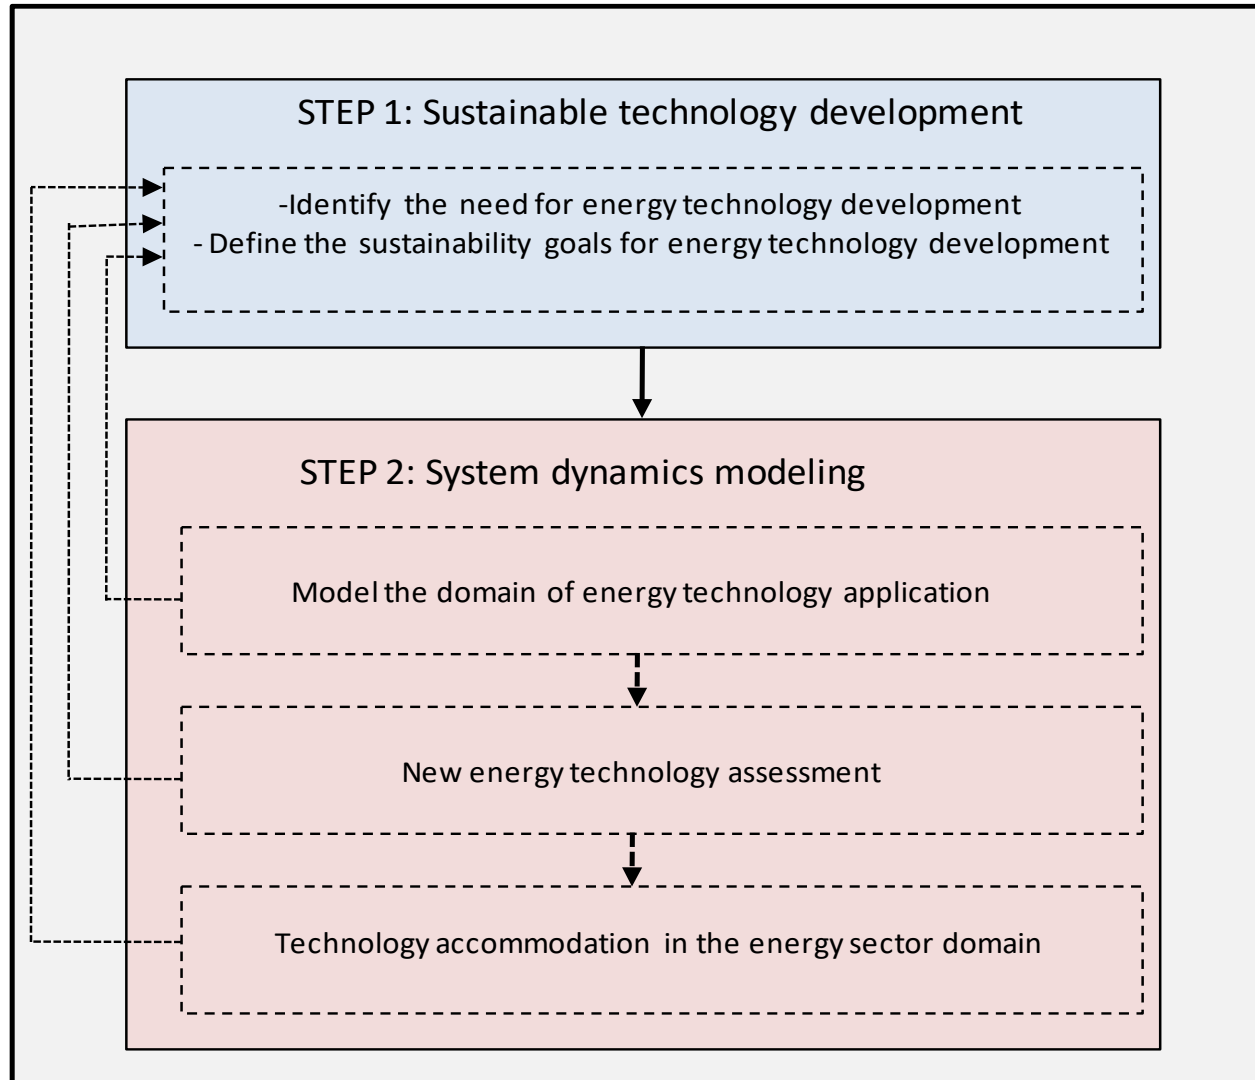 STEP 1: Sustainable technology development
-Identify the need for energy technology development
- Define the sustainability goals for energy technology development
STEP 2: System dynamics modeling
Model the domain of energy technology application
New energy technology assessment
Technology accommodation in the energy sector domain